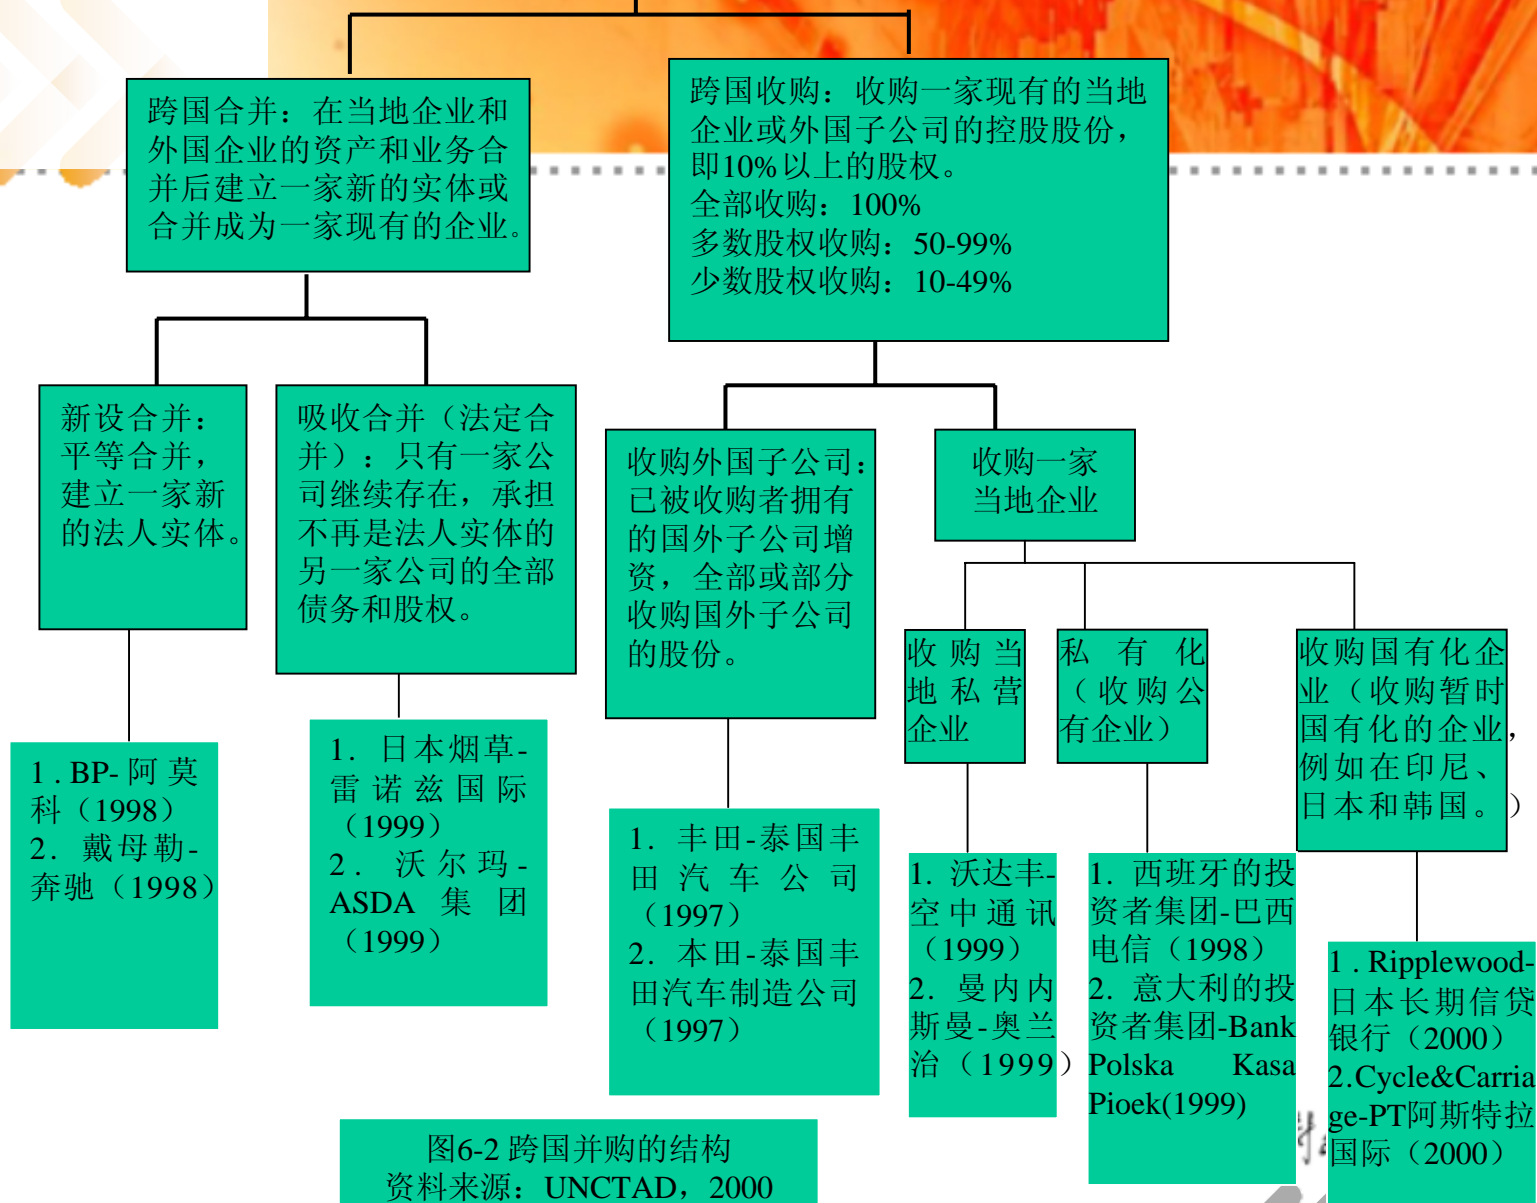 跨国合并：在当地企业和
外国企业的资产和业务合
并后建立一家新的实体或
合并成为一家现有的企业。
跨国收购：收购一家现有的当地
企业或外国子公司的控股股份，
即10%以上的股权。
全部收购：100%
多数股权收购：50-99%
少数股权收购：10-49%
新设合并：
平等合并，
建立一家新
的法人实体。
吸收合并（法定合
并）：只有一家公
司继续存在，承担
不再是法人实体的
另一家公司的全部
债务和股权。
收购外国子公司：
已被收购者拥有
的国外子公司增
资，全部或部分
收购国外子公司
的股份。
收购一家
当地企业
收购当
地私营
企业
私有化
（收购公
有企业）
收购国有化企
业（收购暂时
国有化的企业，
例如在印尼、
日本和韩国。）
1.BP-阿莫
科（1998）
2. 戴母勒-
奔驰（1998）
1. 日本烟草-
雷诺兹国际
（1999）
2. 沃尔玛-
ASDA 集团
（1999）
1. 丰田-泰国丰
田汽车公司
（1997）
2. 本田-泰国丰
田汽车制造公司
（1997）
1. 沃达丰-
空中通讯
（1999）
2. 曼内内
斯曼-奥兰
治（1999）
1. 西班牙的投
资者集团-巴西
电信（1998）
2. 意大利的投
资者集团-Bank
Polska Kasa
Pioek(1999)
1.Ripplewood-
日本长期信贷
银行（2000）
2.Cycle&Carria
ge-PT阿斯特拉
国际（2000）
图6-2 跨国并购的结构
资料来源：UNCTAD，2000